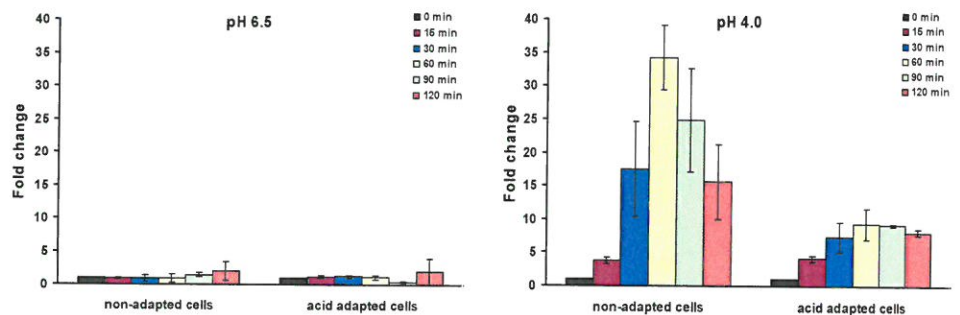 pH 6.5
40
35
30
25
20
15
10
5
0
Fold change
0 min
15 min
30 min
60 min
90 min
120 min
non-adapted cells
acid adapted cells
pH 4.0
40
35
30
25
20
15
10
5
0
Fold change
0 min
15 min
30 min
60 min
90 min
120 min
non-adapted cells
acid adapted cells